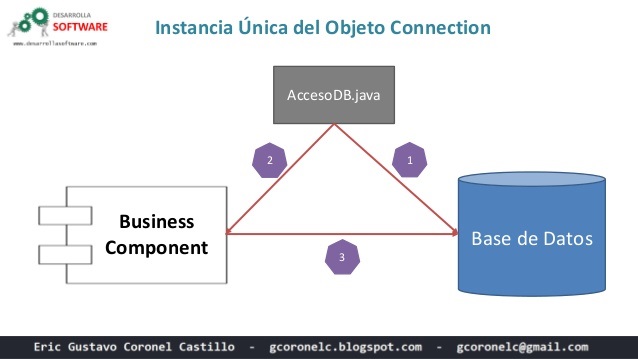 DESARROLLA
SOFTWARE
www.desarrollasoftware.com
Instancia Única del Objeto Connection
AccesoDB.java
2
1
Business
Component
Base de Datos
3
Eric Gustavo Coronel Castillo - gcoronelc.blogspot.com - gcoronelc@gmail.com